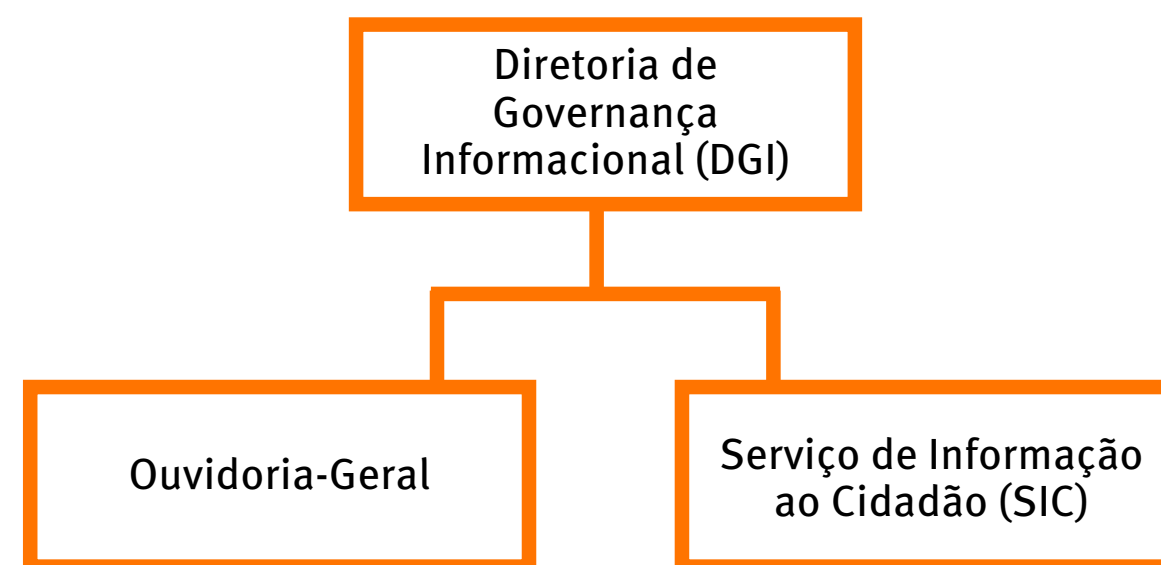 Diretoria de
Governança
Informacional (DGI)
Ouvidoria-Geral
Serviço de Informação
ao Cidadão (SIC)